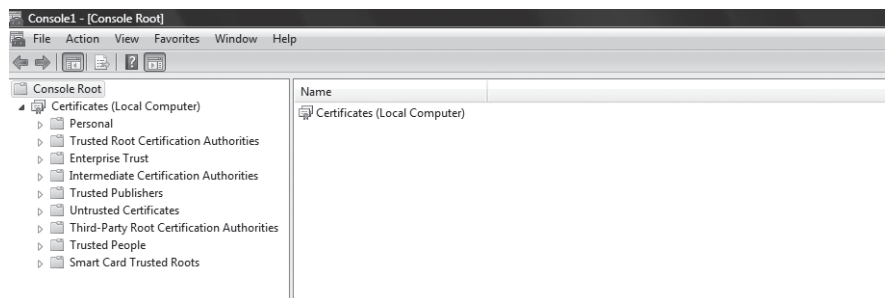 Console1 - [Console Root]
File Action View Favorites Window Help
Console Root
Certificates (Local Computer)
Personal
Trusted Root Certification Authorities
Enterprise Trust
Intermediate Certification Authorities
Trusted Publishers
Untrusted Certificates
Third-Party Root Certification Authorities
Trusted People
Smart Card Trusted Roots
Name
Certificates (Local Computer)